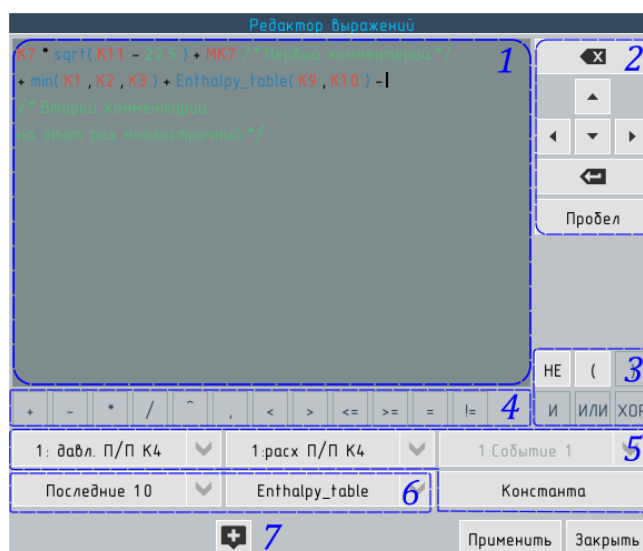 Редактор выражений
K7 * sqrt( K11 - 22.5 ) + MK7 /* Первый комментерий */
+ min( K1 , K2 , K3 ) + Enthalpy_table( K9 , K10 ) -
/* Второй комментарий
на этот раз многострочный */
1
2
Пробел
НЕ ( ) 3
+ - * / ^ , < > <= >= = != 4
И ИЛИ XOR
1: давл. П/П К4
1:расх П/П К4
1:Событие 1
5
Последние 10
Enthalpy_table
6
Константа
7
Применить
Закрыть